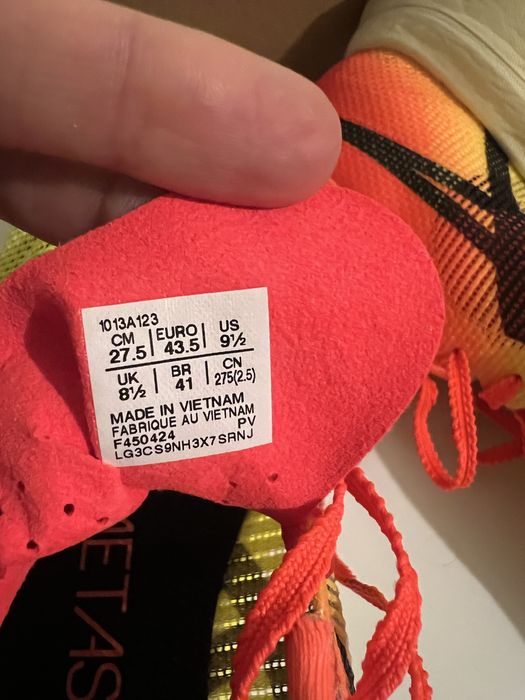 1013A123
CM 27.5 | EURO 43.5 | US 9½
UK 8½ | BR 41 | CN 275(2.5)
MADE IN VIETNAM
FABRIQUE AU VIETNAM
F450424 PV
LG3CS9NH3X7SRNJ
METAS